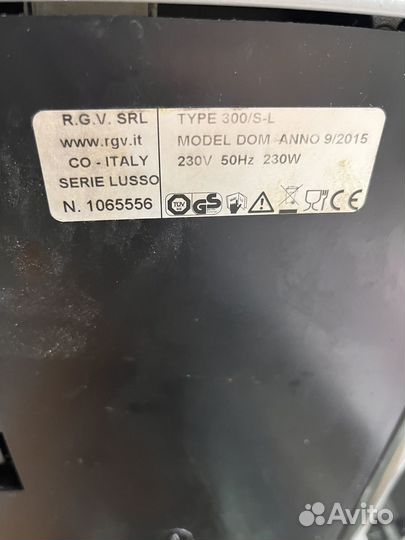 R.G.V. SRL
www.rgv.it
CO - ITALY
SERIE LUSSO
N. 1065556
TYPE 300/S-L
MODEL DOM ANNO 9/2015
230V 50Hz 230W
TÜV GS CE
Avito